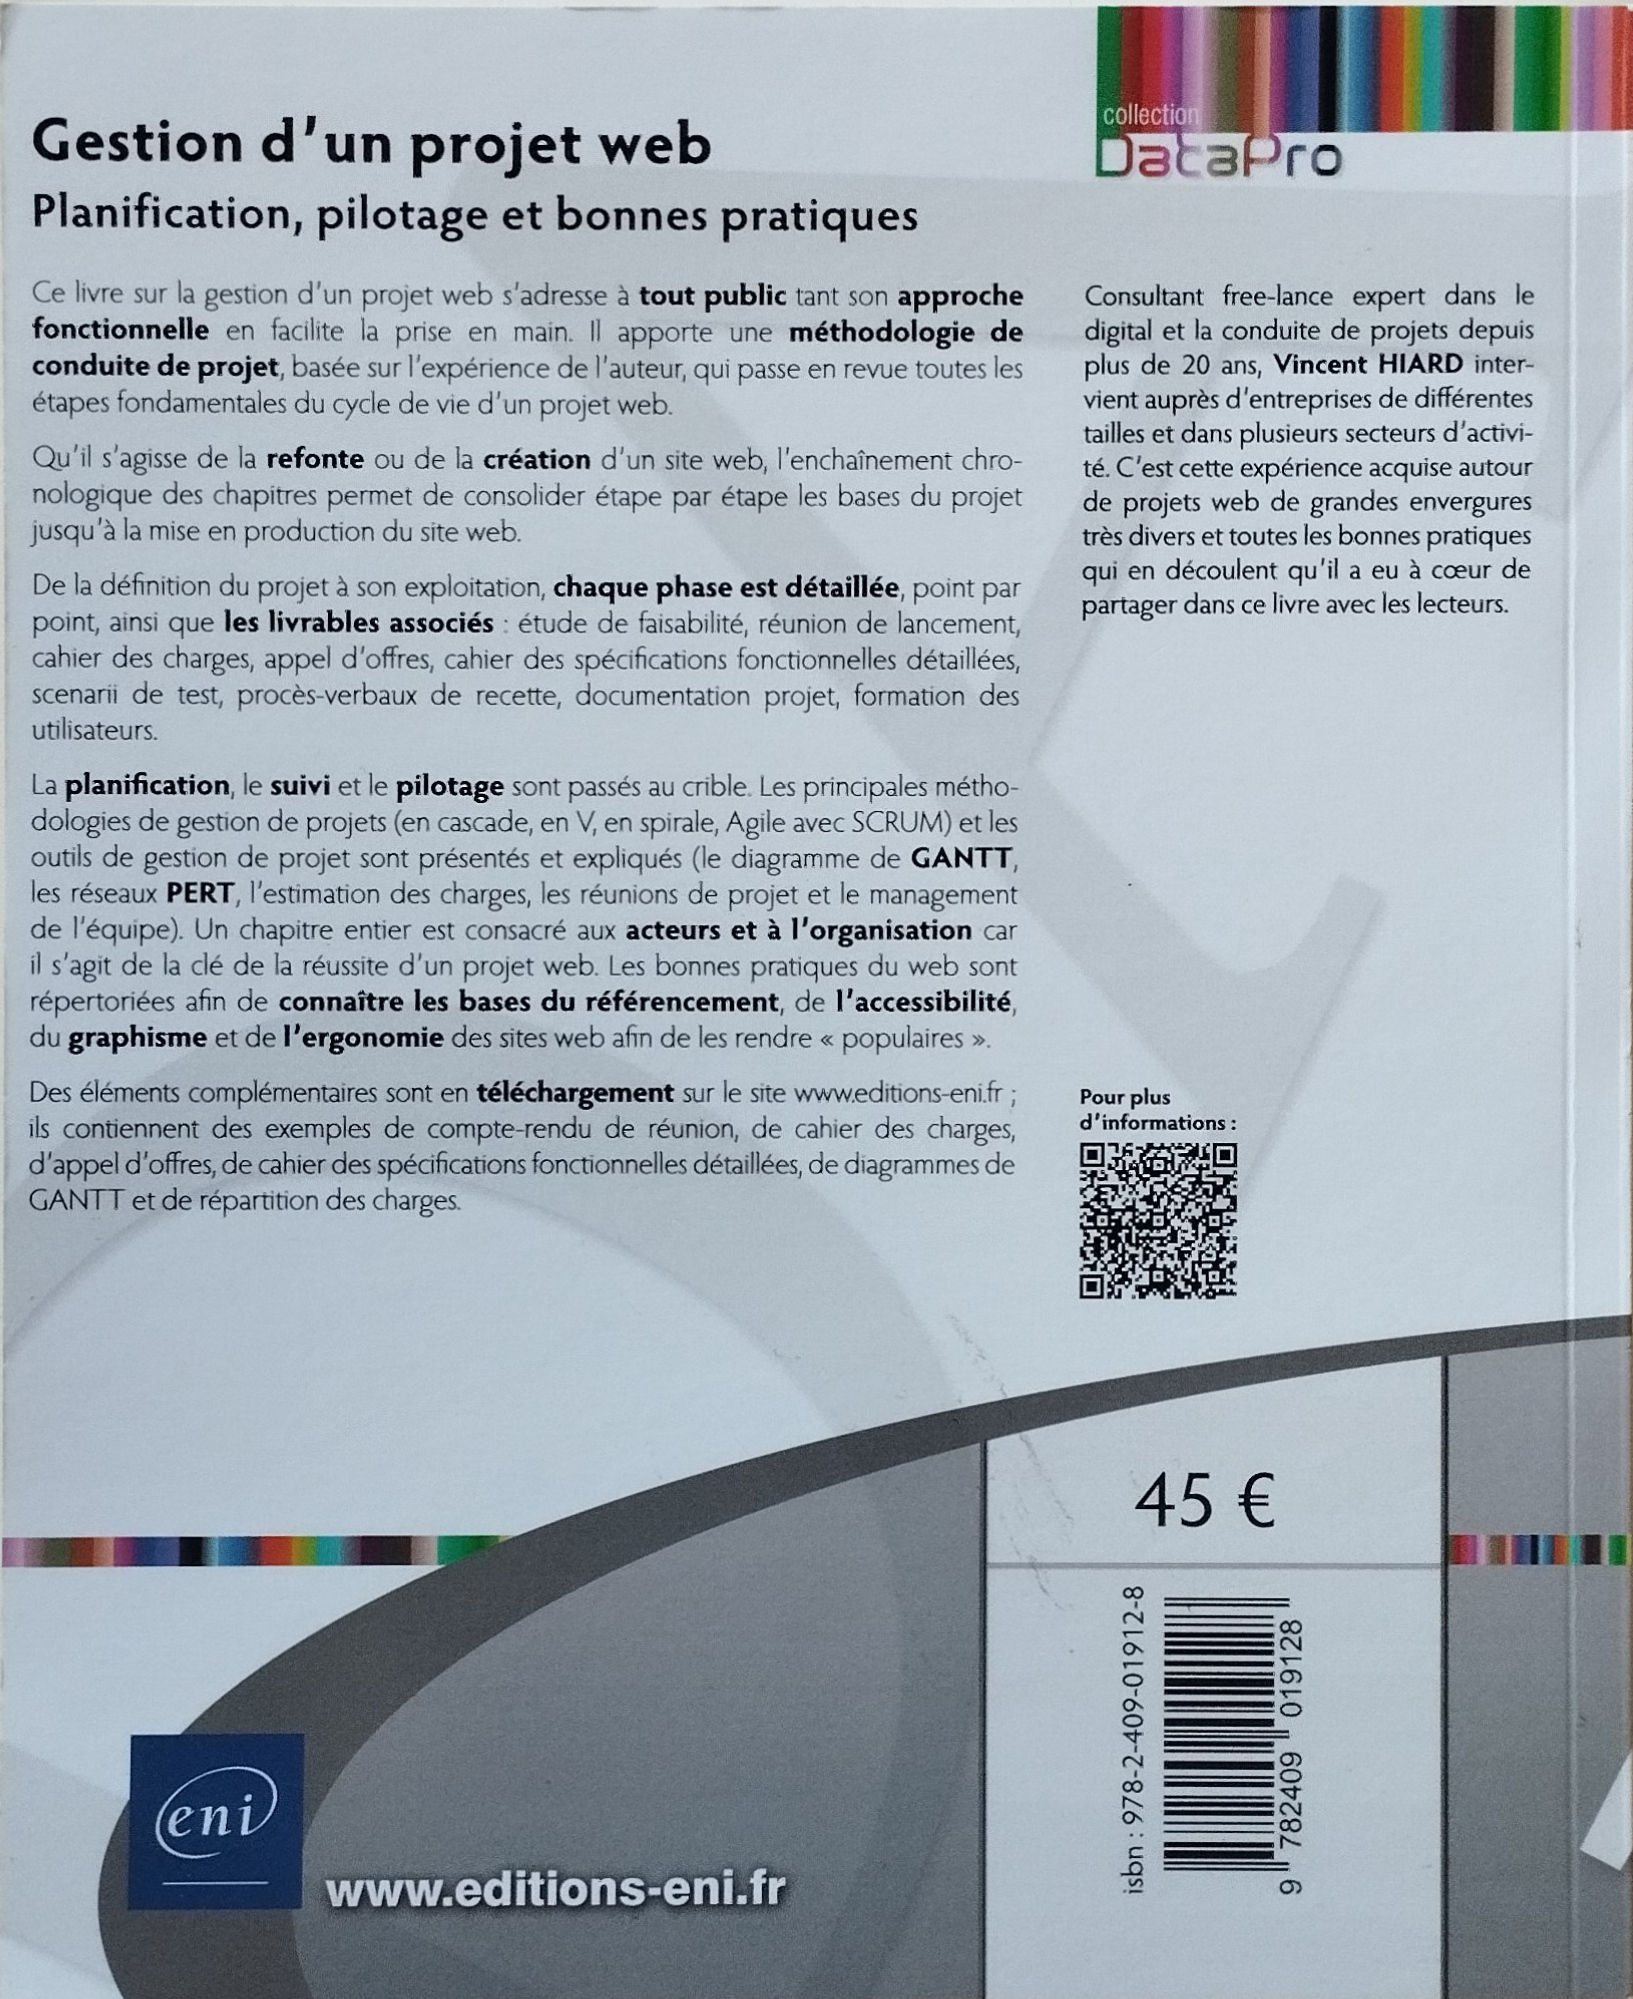 collection
DataPro
Gestion d'un projet web
Planification, pilotage et bonnes pratiques
Ce livre sur la gestion d'un projet web s'adresse à tout public tant son approche
fonctionnelle en facilite la prise en main. Il apporte une méthodologie de
conduite de projet, basée sur l'expérience de l'auteur, qui passe en revue toutes les
étapes fondamentales du cycle de vie d'un projet web.
Qu'il s'agisse de la refonte ou de la création d'un site web, l'enchaînement chro-
nologique des chapitres permet de consolider étape par étape les bases du projet
jusqu'à la mise en production du site web.
De la définition du projet à son exploitation, chaque phase est détaillée, point par
point, ainsi que les livrables associés : étude de faisabilité, réunion de lancement,
cahier des charges, appel d'offres, cahier des spécifications fonctionnelles détaillées,
scenarii de test, procès-verbaux de recette, documentation projet, formation des
utilisateurs.
La planification, le suivi et le pilotage sont passés au crible. Les principales métho-
dologies de gestion de projets (en cascade, en V, en spirale, Agile avec SCRUM) et les
outils de gestion de projet sont présentés et expliqués (le diagramme de GANTT,
les réseaux PERT, l'estimation des charges, les réunions de projet et le management
de l'équipe). Un chapitre entier est consacré aux acteurs et à l'organisation car
il s'agit de la clé de la réussite d'un projet web. Les bonnes pratiques du web sont
répertoriées afin de connaître les bases du référencement, de l'accessibilité,
du graphisme et de l'ergonomie des sites web afin de les rendre « populaires ».
Des éléments complémentaires sont en téléchargement sur le site www.editions-eni.fr ;
ils contiennent des exemples de compte-rendu de réunion, de cahier des charges,
d'appel d'offres, de cahier des spécifications fonctionnelles détaillées, de diagrammes de
GANTT et de répartition des charges.
Consultant free-lance expert dans le
digital et la conduite de projets depuis
plus de 20 ans, Vincent HIARD inter-
vient auprès d'entreprises de différentes
tailles et dans plusieurs secteurs d'activi-
té. C'est cette expérience acquise autour
de projets web de grandes envergures
très divers et toutes les bonnes pratiques
qui en découlent qu'il a eu à cœur de
partager dans ce livre avec les lecteurs.
Pour plus
d'informations :
45 €
isbn : 978-2-409-01912-8
9 782409 019128
eni
www.editions-eni.fr